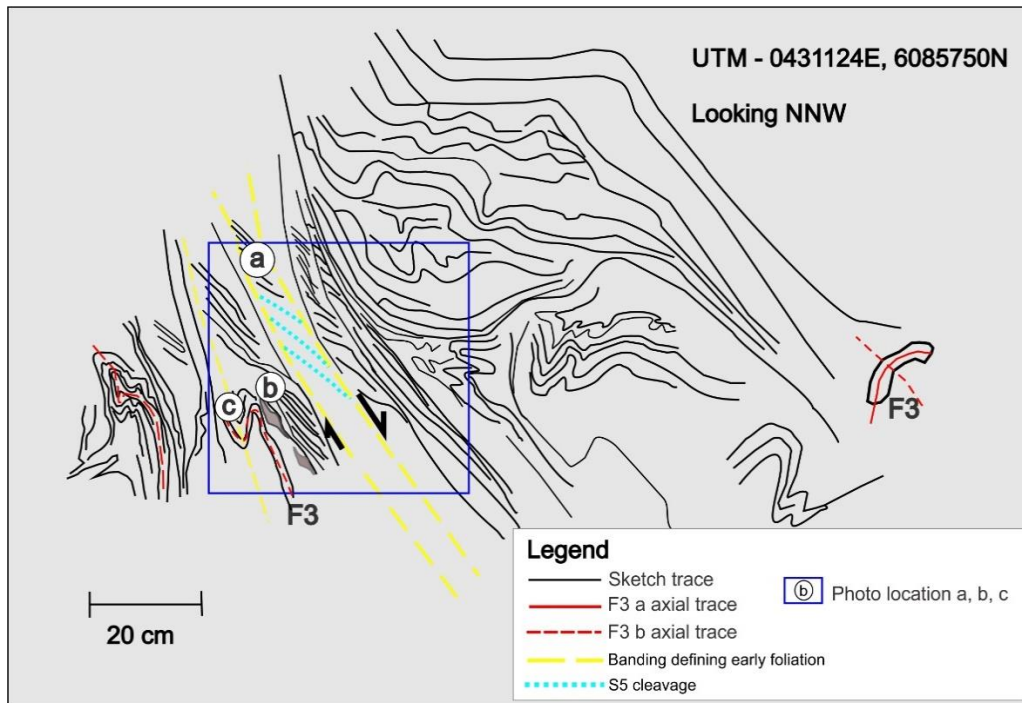 UTM - 0431124E, 6085750N
Looking NNW
a
b
c
F3
F3
20 cm
Legend
Sketch trace
F3 a axial trace
F3 b axial trace
Banding defining early foliation
S5 cleavage
b Photo location a, b, c